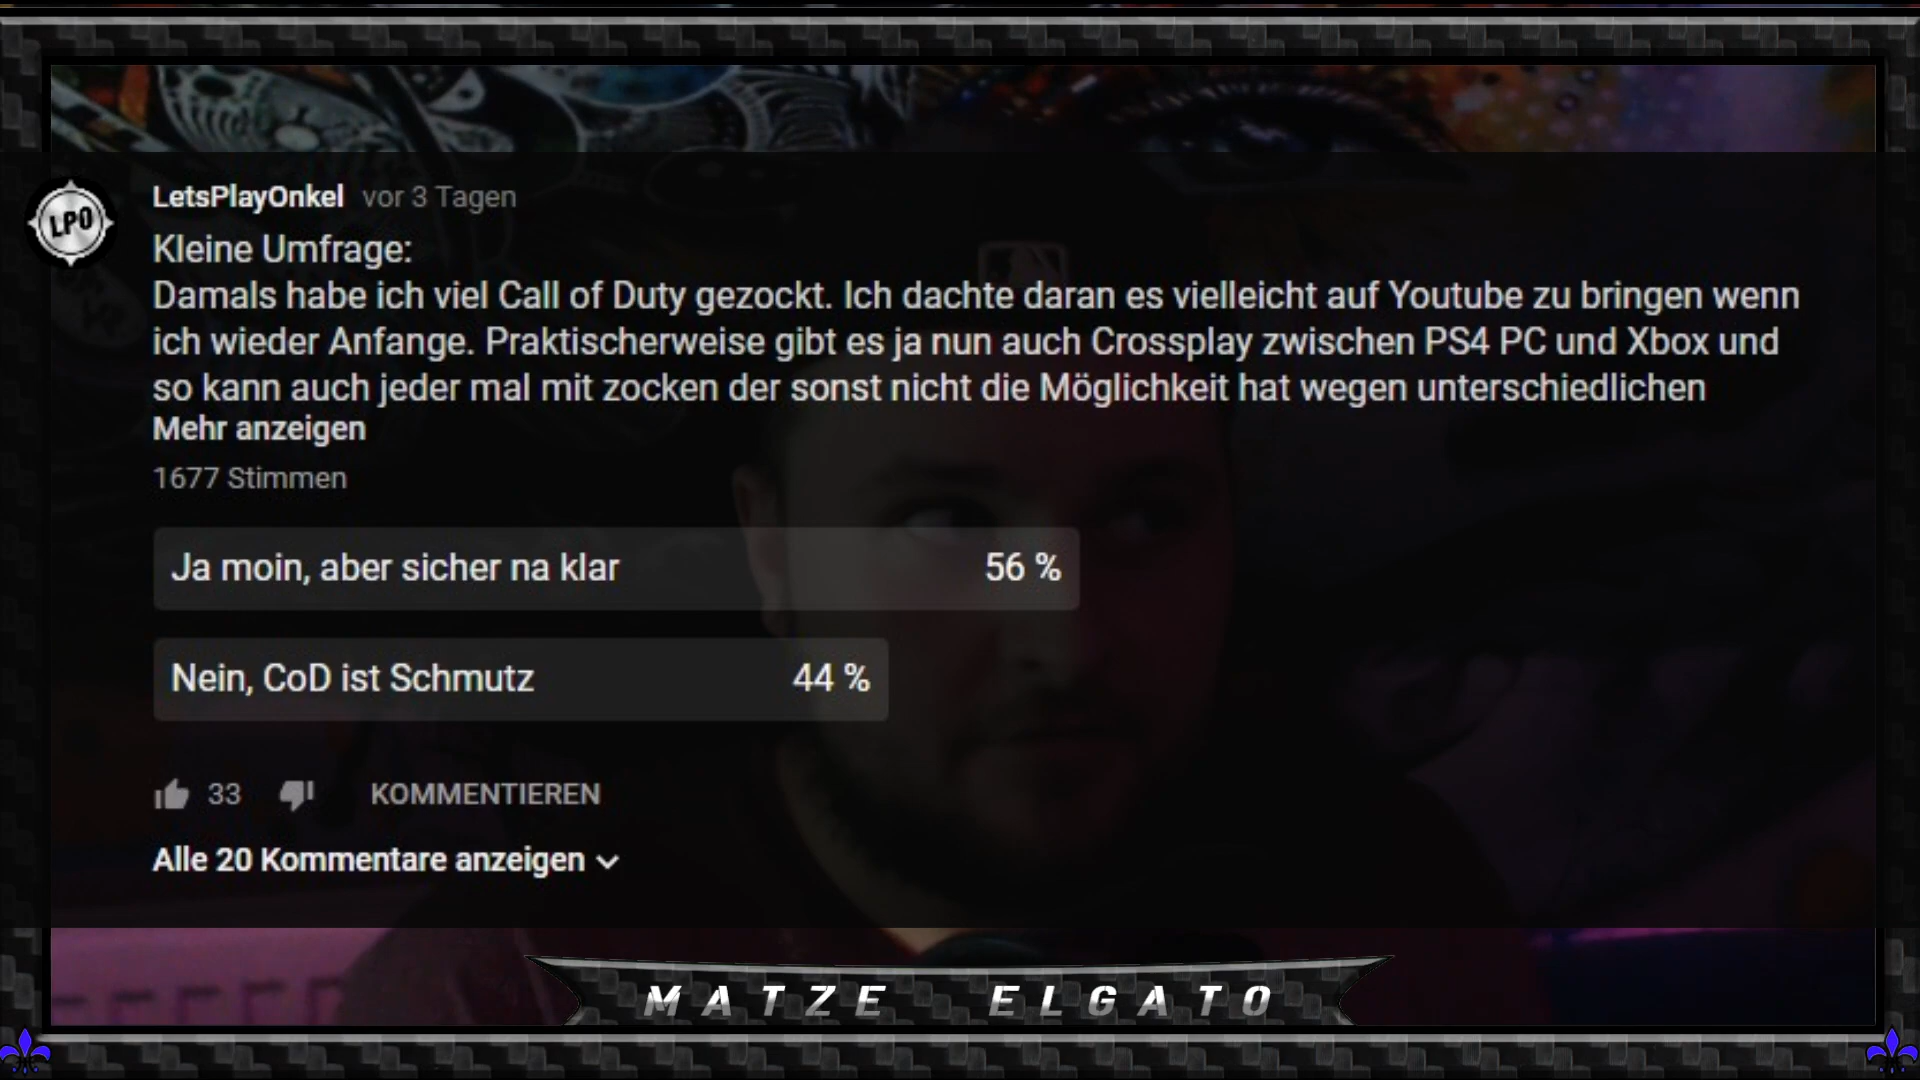 LPO
LetsPlayOnkel vor 3 Tagen
Kleine Umfrage:
Damals habe ich viel Call of Duty gezockt. Ich dachte daran es vielleicht auf Youtube zu bringen wenn
ich wieder Anfange. Praktischerweise gibt es ja nun auch Crossplay zwischen PS4 PC und Xbox und
so kann auch jeder mal mit zocken der sonst nicht die Möglichkeit hat wegen unterschiedlichen
Mehr anzeigen
1677 Stimmen
Ja moin, aber sicher na klar 56 %
Nein, CoD ist Schmutz 44 %
33 KOMMENTIEREN
Alle 20 Kommentare anzeigen
MATZE ELGATO